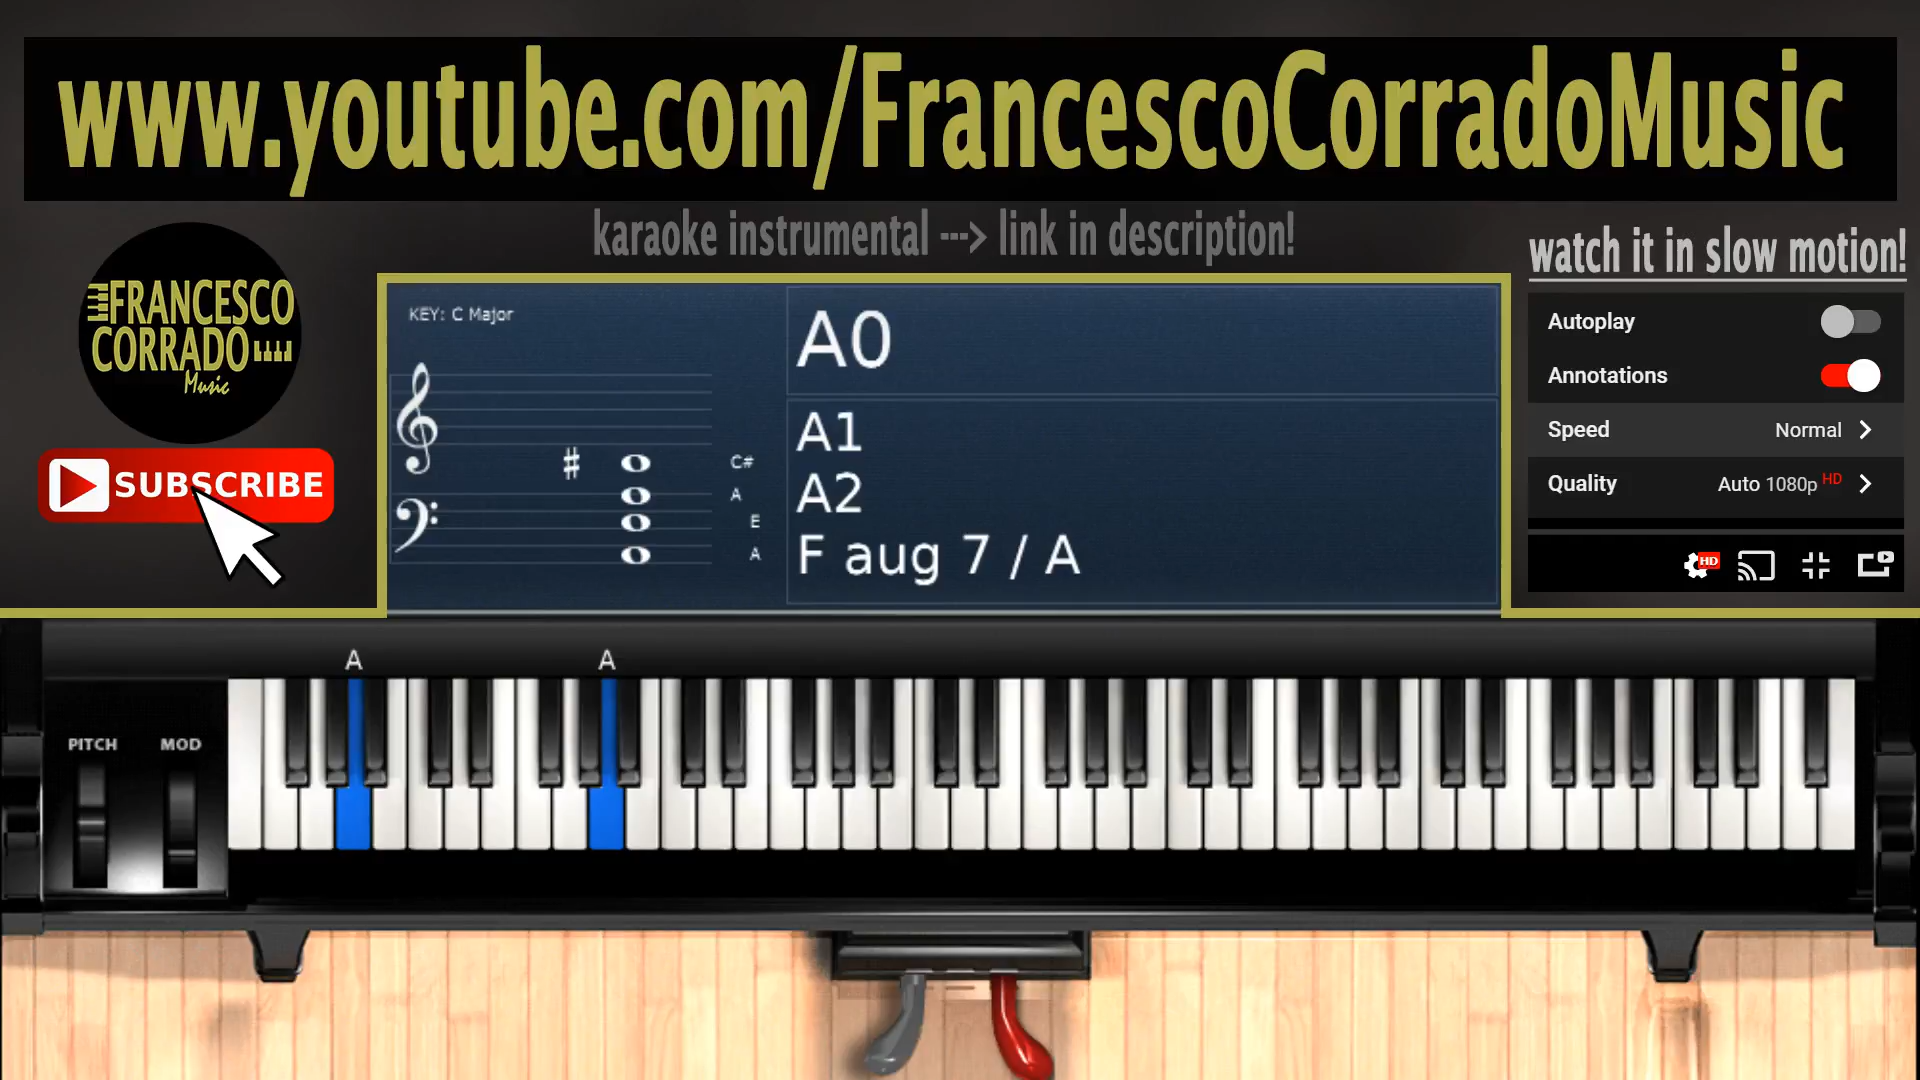 www.youtube.com/FrancescoCorradoMusic
karaoke instrumental ---> link in description!
watch it in slow motion!
FRANCESCO
CORRADO
Music
SUBSCRIBE
KEY: C Major
C#
A
E
A
A0
A1
A2
F aug 7 / A
Autoplay
Annotations
Speed Normal
Quality Auto 1080p HD
HD
A A
PITCH MOD